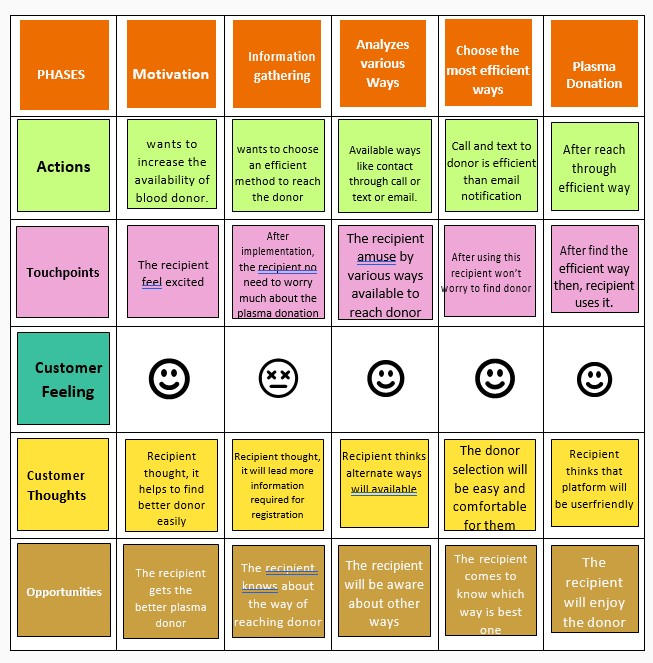 PHASES
Motivation
Information
gathering
Analyzes
various
Ways
Choose the
most efficient
ways
Plasma
Donation
Actions
wants to
increase the
availability of
blood donor.
wants to choose
an efficient
method to reach
the donor
Available ways
like contact
through call or
text or email.
Call and text to
donor is efficient
than email
notification
After reach
through
efficient way
Touchpoints
The recipient
feel excited
After
implementation,
the recipient no
need to worry
much about the
plasma donation
The recipient
amuse by
various ways
available to
reach donor
After using this
recipient won't
worry to find donor
After find the
efficient way
then, recipient
uses it.
Customer
Feeling
Customer
Thoughts
Recipient
thought, it
helps to find
better donor
easily
Recipient thought,
it will lead more
information
required for
registration
Recipient thinks
alternate ways
will available
The donor
selection will
be easy and
comfortable
for them
Recipient
thinks that
platform will
be userfriendly
Opportunities
The recipient
gets the
better plasma
donor
The recipient
knows about
the way of
reaching donor
The recipient
will be aware
about other
ways
The recipient
comes to
know which
way is best
one
The
recipient
will enjoy
the donor